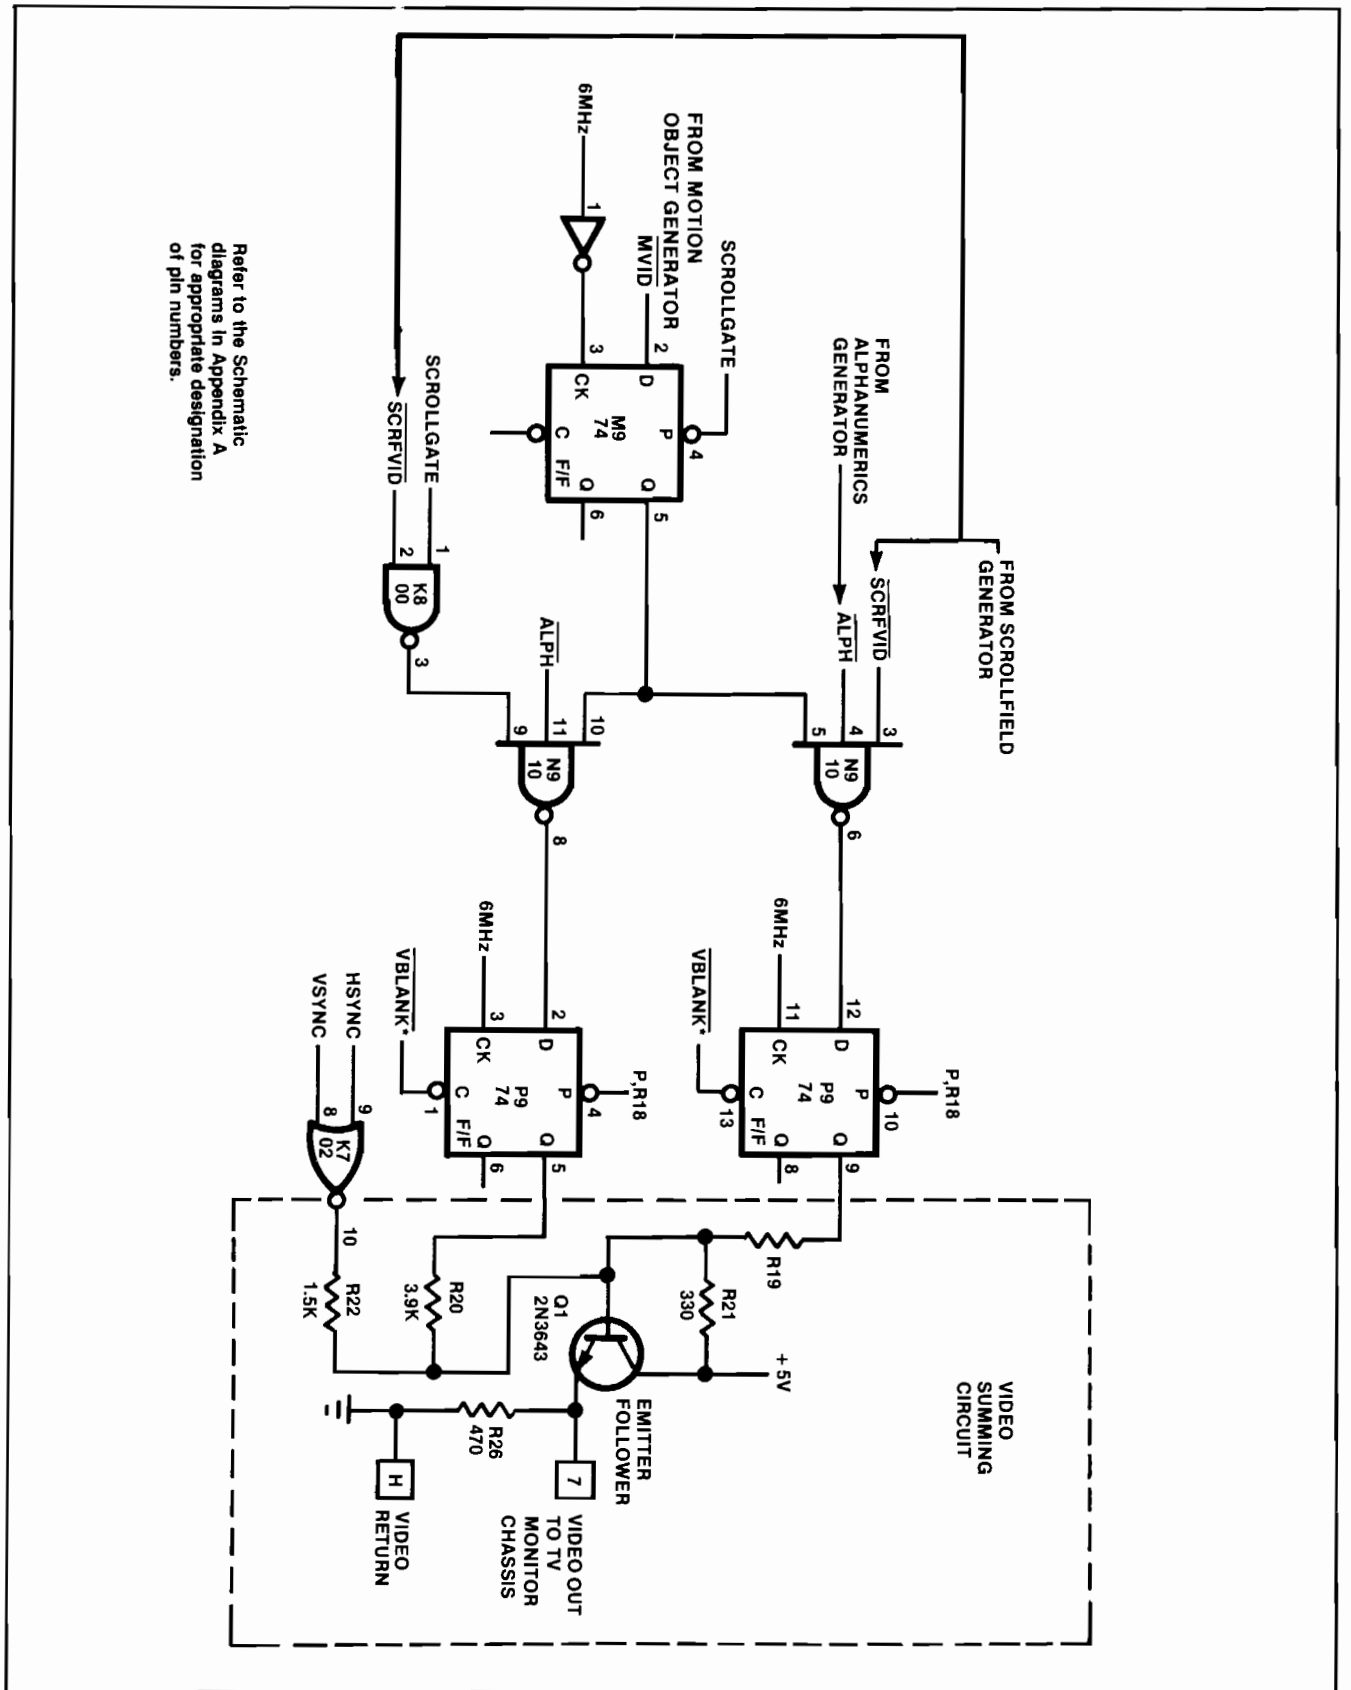 FROM SCROLLFIELD
GENERATOR
FROM
ALPHANUMERICS
GENERATOR
SCRFVID
ALPH
3
4
5
N9
10
6
SCROLLGATE
FROM MOTION
OBJECT GENERATOR
MVID
6MHz
1
2
3
4
D
CK
P
M9
74
C
F/F
Q
Q
5
6
SCROLLGATE
SCRFVID
1
2
K8
00
3
ALPH
10
11
9
N9
10
8
6MHz
VBLANK*
P,R18
12
11
10
13
D
CK
P
P9
74
C
F/F
Q
Q
9
8
6MHz
VBLANK*
P,R18
2
3
4
1
D
CK
P
P9
74
C
F/F
Q
Q
5
6
HSYNC
VSYNC
9
8
K7
02
10
VIDEO
SUMMING
CIRCUIT
R19
R21
330
+5V
R20
3.9K
R22
1.5K
Q1
2N3643
EMITTER
FOLLOWER
R26
470
7
VIDEO OUT
TO TV
MONITOR
CHASSIS
H
VIDEO
RETURN
Refer to the Schematic
diagrams in Appendix A
for appropriate designation
of pin numbers.